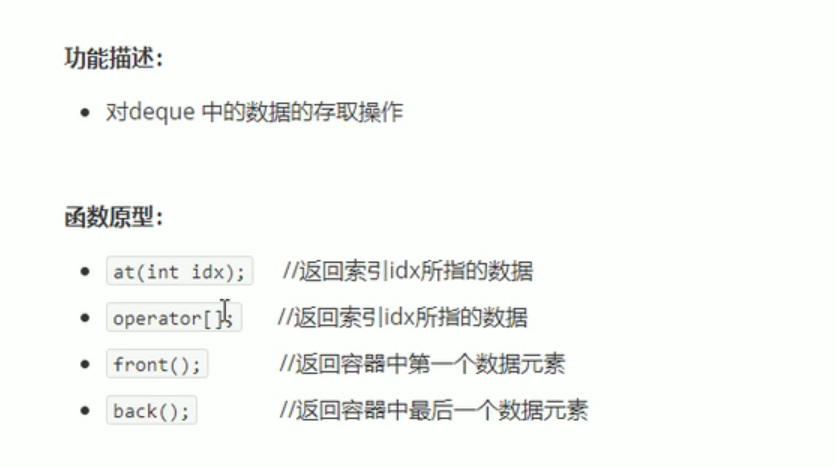 功能描述：
对deque 中的数据的存取操作
函数原型：
at(int idx); //返回索引idx所指的数据
operator[]; //返回索引idx所指的数据
front(); //返回容器中第一个数据元素
back(); //返回容器中最后一个数据元素